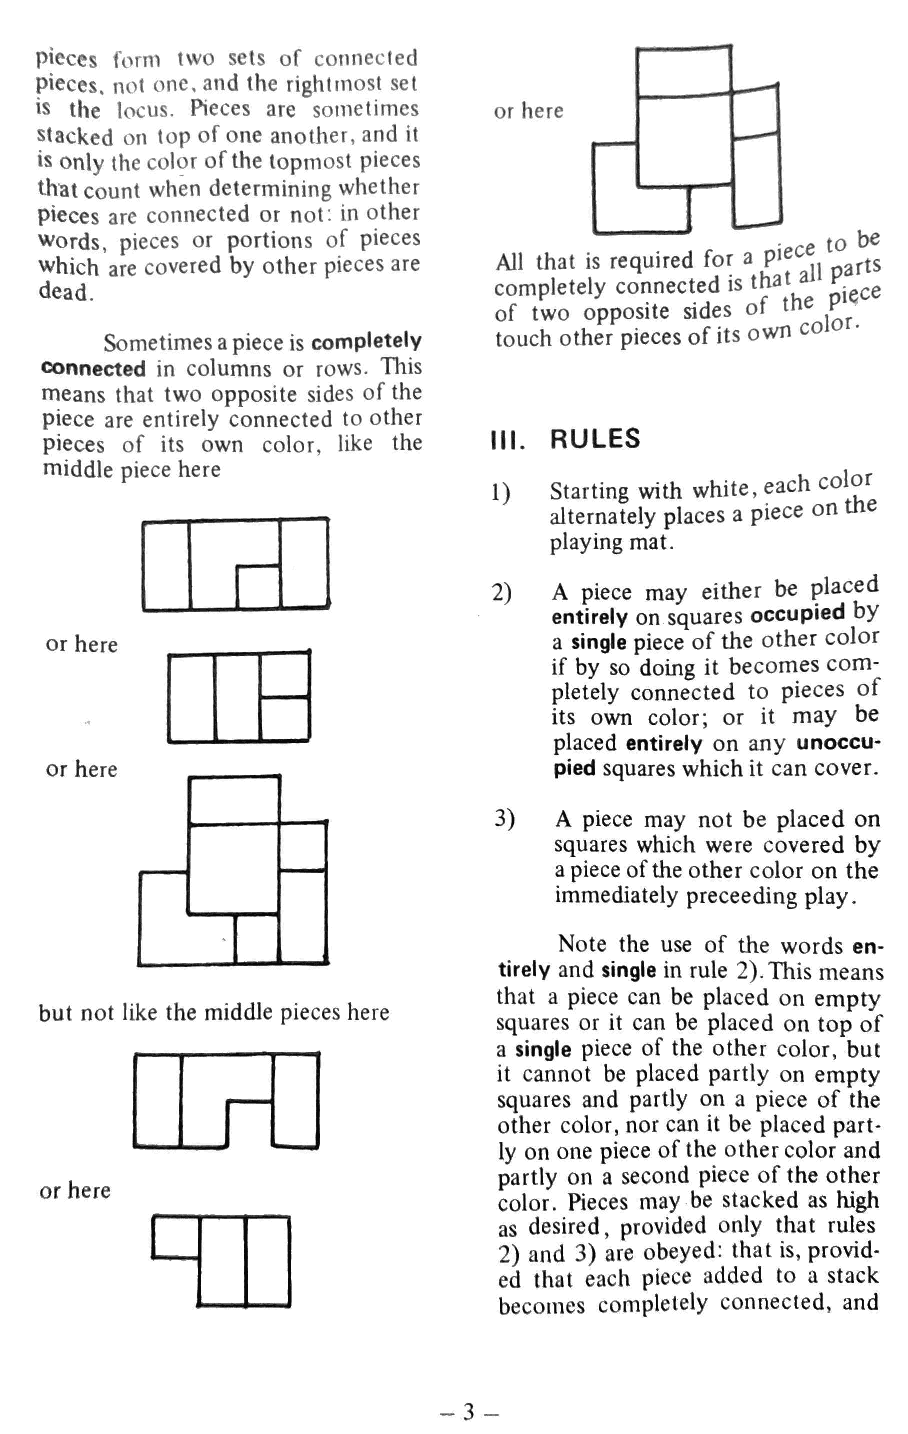 pieces form two sets of connected
pieces, not one, and the rightmost set
is the locus. Pieces are sometimes
stacked on top of one another, and it
is only the color of the topmost pieces
that count when determining whether
pieces are connected or not: in other
words, pieces or portions of pieces
which are covered by other pieces are
dead.
Sometimes a piece is completely
connected in columns or rows. This
means that two opposite sides of the
piece are entirely connected to other
pieces of its own color, like the
middle piece here
or here
or here
but not like the middle pieces here
or here
or here
All that is required for a piece to be
completely connected is that all parts
of two opposite sides of the piece
touch other pieces of its own color.
III. RULES
1) Starting with white, each color
alternately places a piece on the
playing mat.
2) A piece may either be placed
entirely on squares occupied by
a single piece of the other color
if by so doing it becomes com-
pletely connected to pieces of
its own color; or it may be
placed entirely on any unoccu-
pied squares which it can cover.
3) A piece may not be placed on
squares which were covered by
a piece of the other color on the
immediately preceeding play.
Note the use of the words en-
tirely and single in rule 2). This means
that a piece can be placed on empty
squares or it can be placed on top of
a single piece of the other color, but
it cannot be placed partly on empty
squares and partly on a piece of the
other color, nor can it be placed part-
ly on one piece of the other color and
partly on a second piece of the other
color. Pieces may be stacked as high
as desired, provided only that rules
2) and 3) are obeyed: that is, provid-
ed that each piece added to a stack
becomes completely connected, and
– 3 –